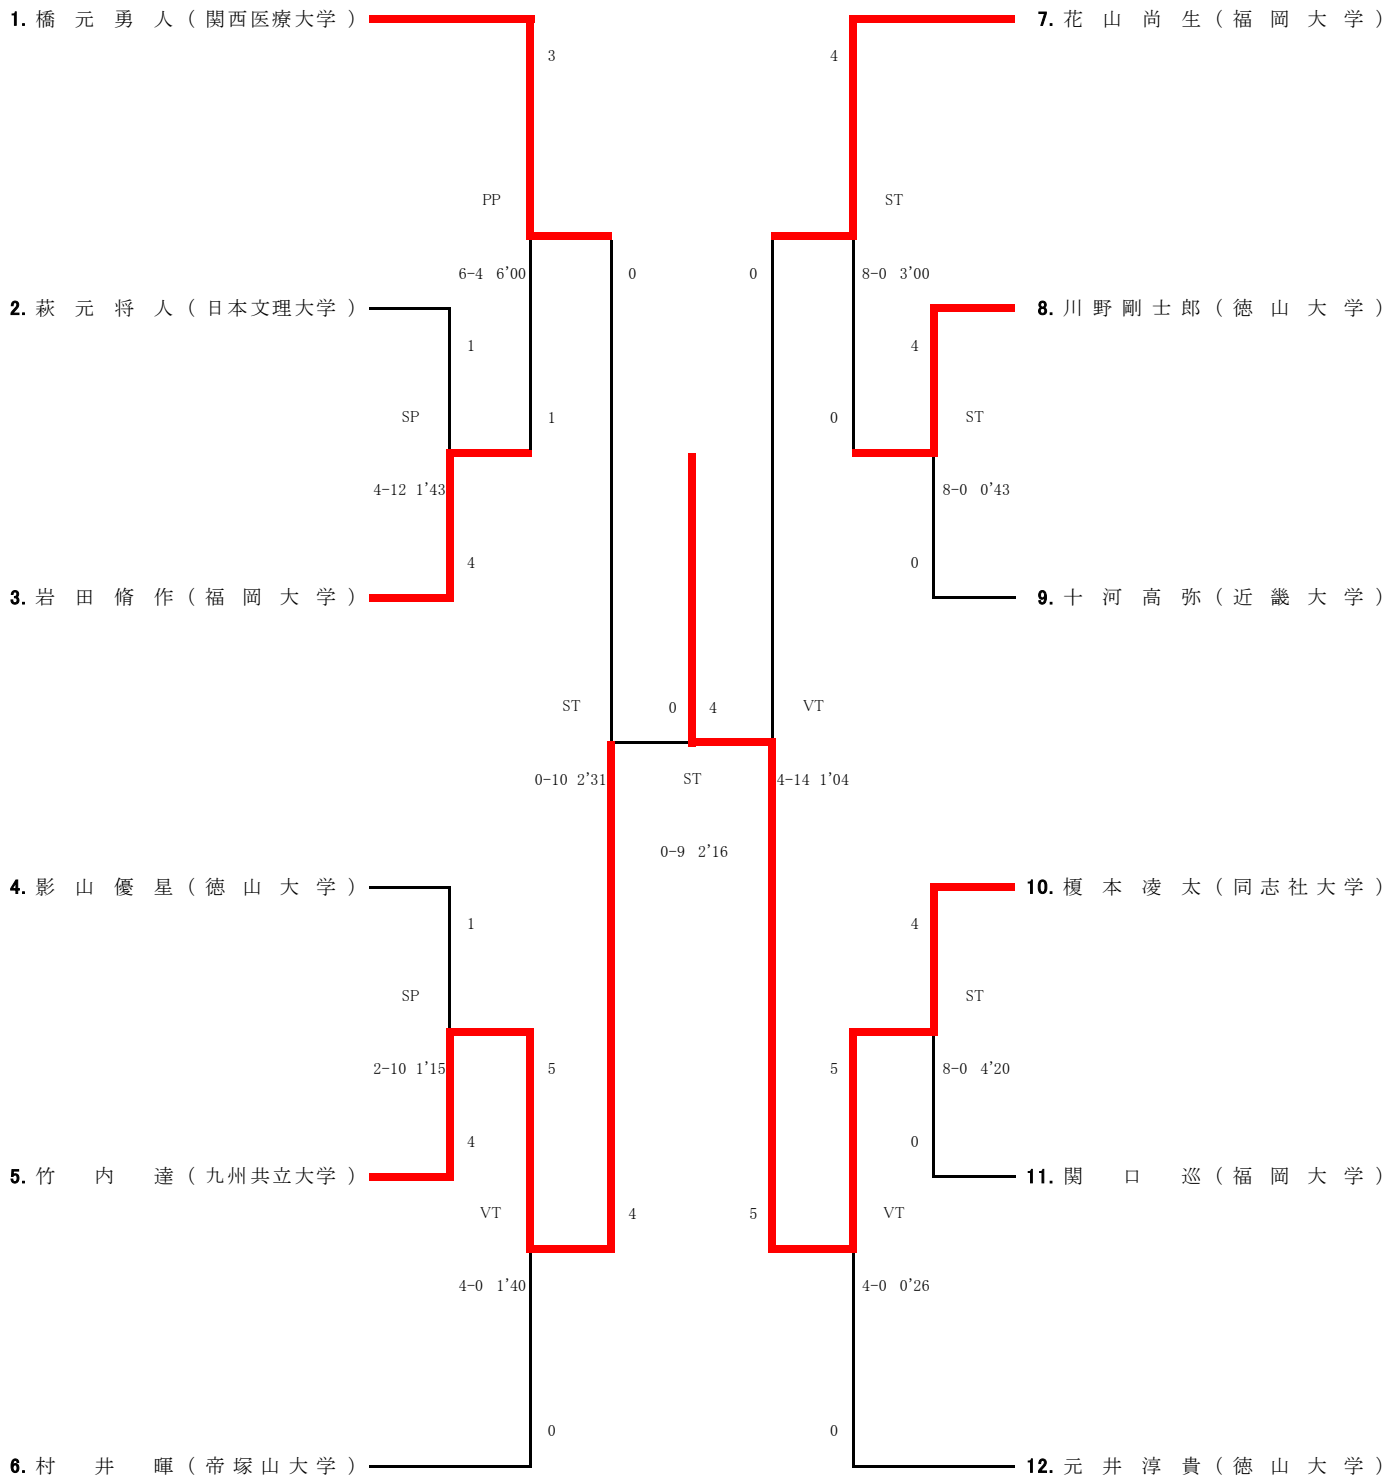 1. 橋元勇人(関西医療大学)
7. 花山尚生(福岡大学)
3
4
PP
ST
6-4 6'00
0
0
8-0 3'00
2. 萩元将人(日本文理大学)
8. 川野剛士郎(徳山大学)
1
4
SP
1
0
ST
4-12 1'43
8-0 0'43
4
0
3. 岩田脩作(福岡大学)
9. 十河高弥(近畿大学)
ST
0
4
VT
0-10 2'31
ST
4-14 1'04
0-9 2'16
4. 影山優星(徳山大学)
10. 榎本凌太(同志社大学)
1
4
SP
ST
2-10 1'15
5
5
8-0 4'20
4
0
5. 竹内達(九州共立大学)
11. 関口巡(福岡大学)
VT
4
5
VT
4-0 1'40
4-0 0'26
0
0
6. 村井暉(帝塚山大学)
12. 元井淳貴(徳山大学)